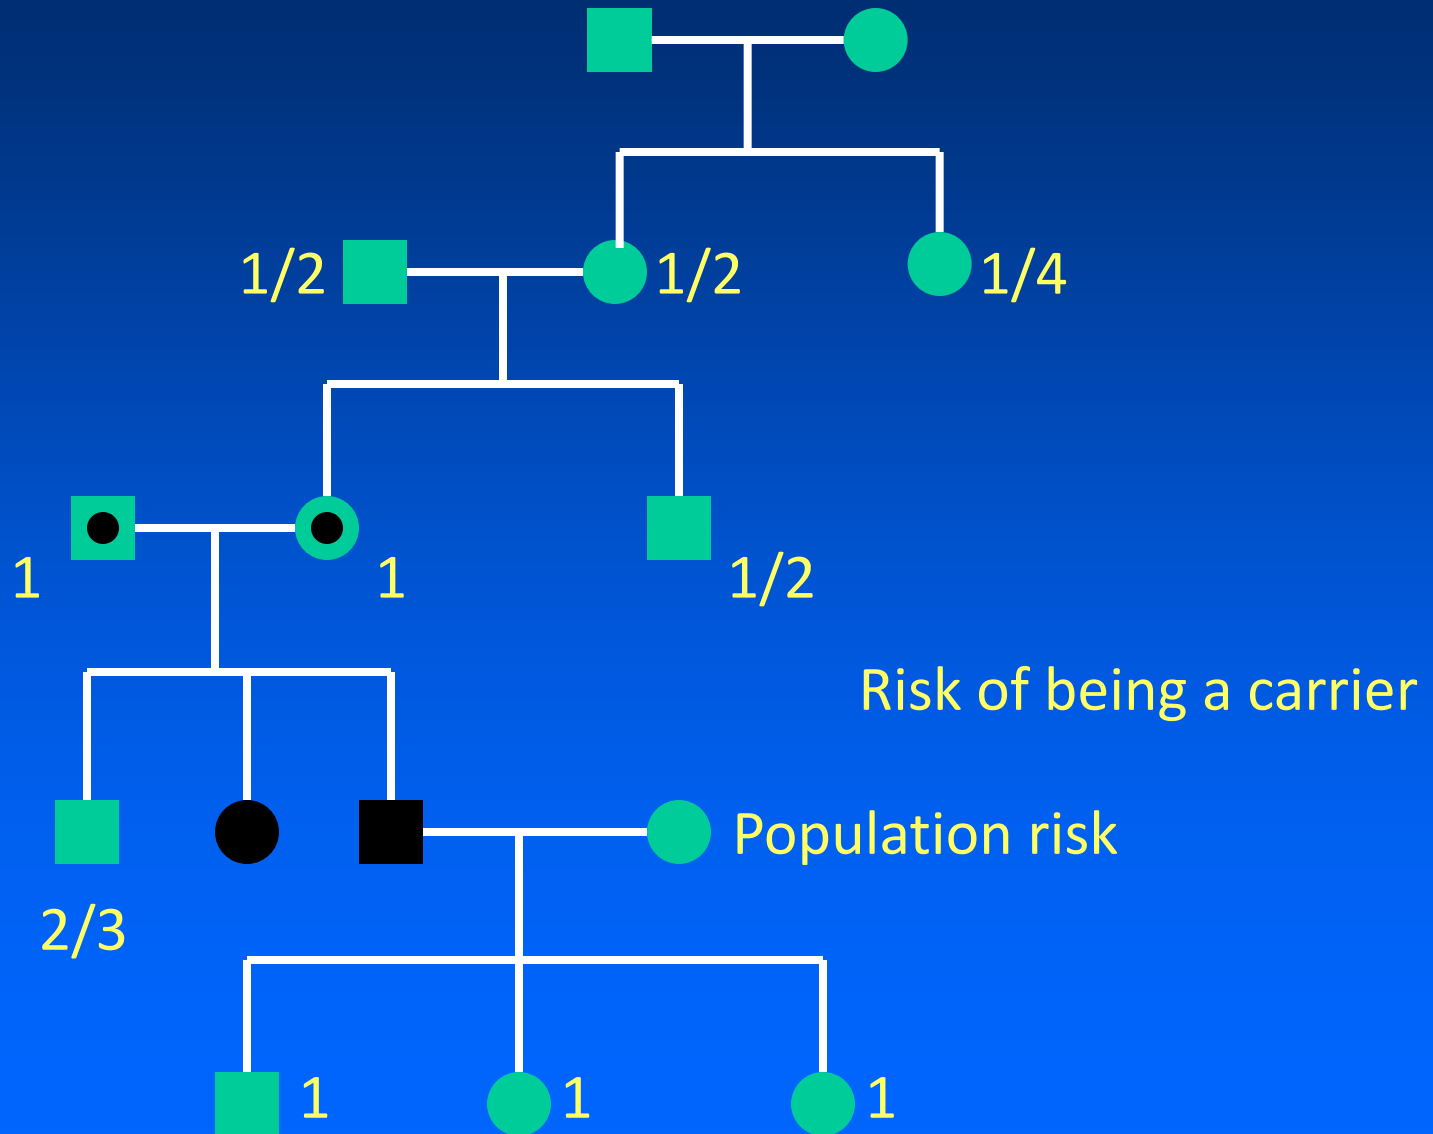 1/2 1/2 1/4
1 1 1/2
Risk of being a carrier
Population risk
2/3
1 1 1